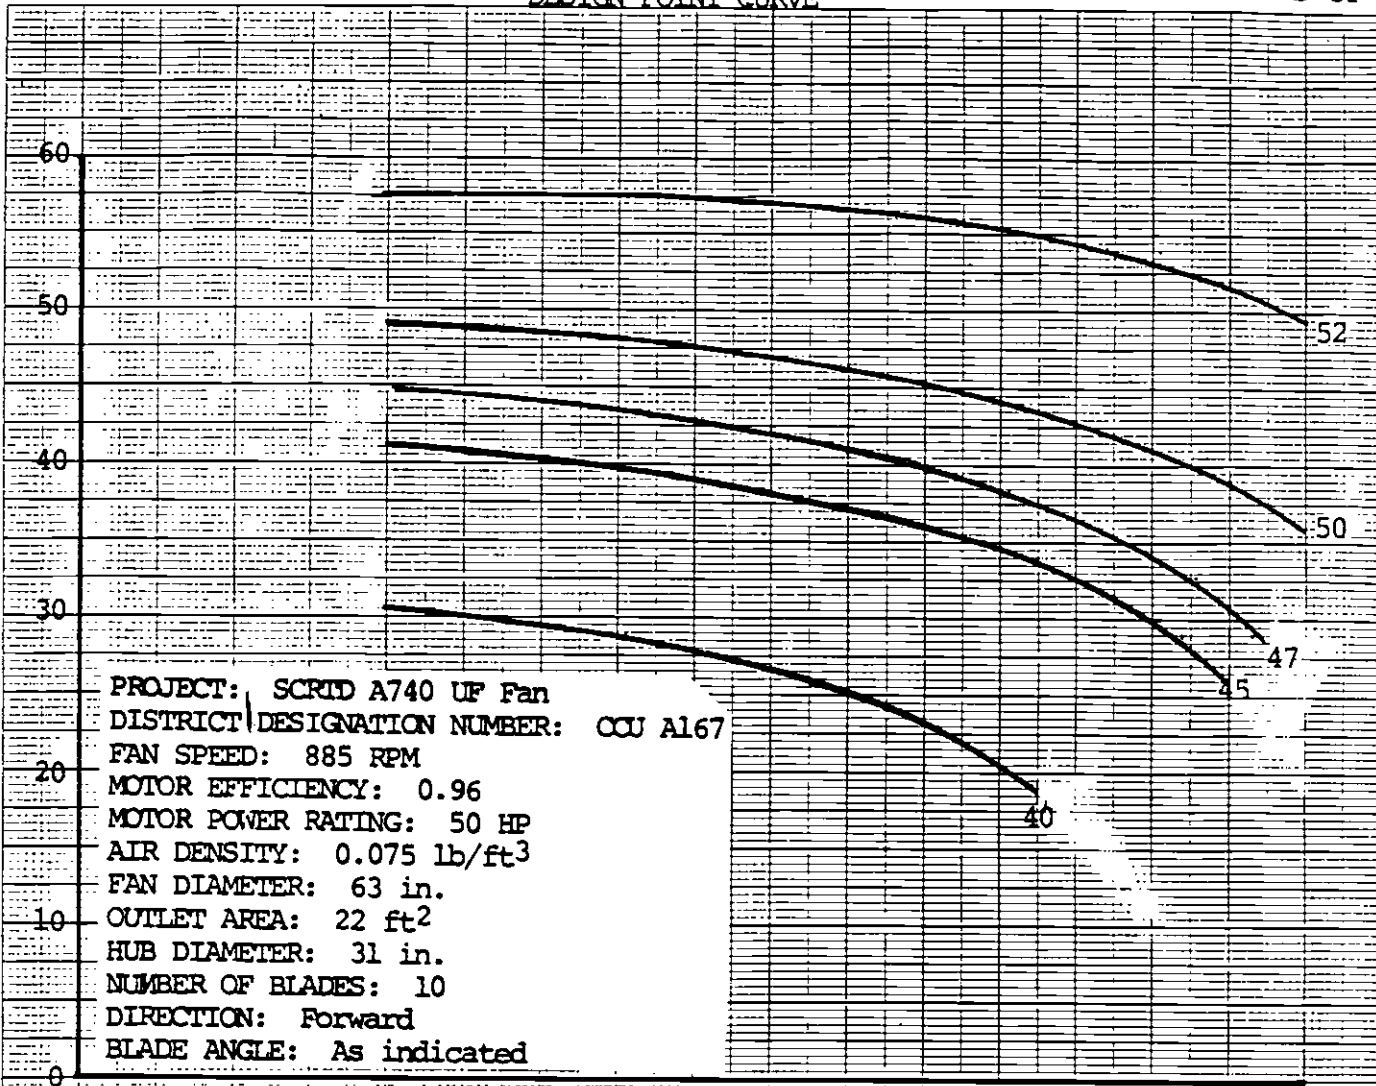 DESIGN POINT CURVE
60
50
52
40
50
30
47
45
PROJECT: SCRTD A740 UF Fan
DISTRICT DESIGNATION NUMBER: CCU A167
FAN SPEED: 885 RPM
20
MOTOR EFFICIENCY: 0.96
MOTOR POWER RATING: 50 HP
40
AIR DENSITY: 0.075 lb/ft3
FAN DIAMETER: 63 in.
10
OUTLET AREA: 22 ft2
HUB DIAMETER: 31 in.
NUMBER OF BLADES: 10
DIRECTION: Forward
BLADE ANGLE: As indicated
0